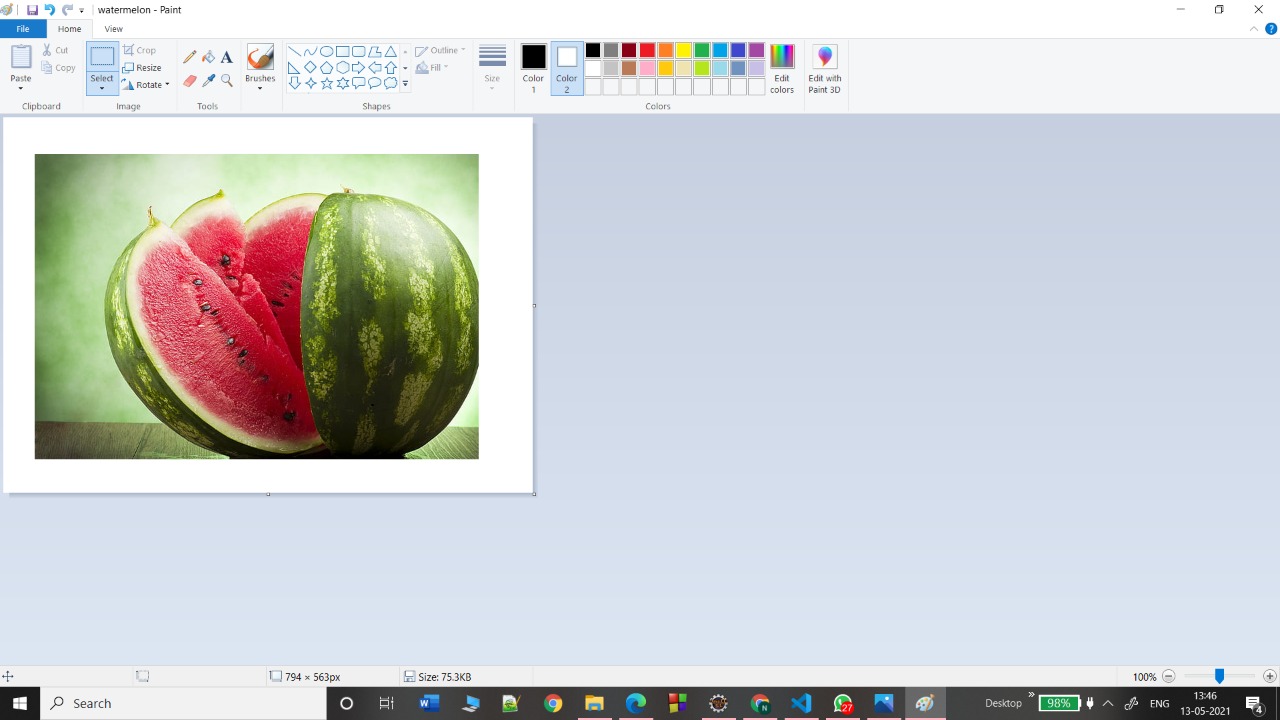 watermelon - Paint
File Home View
Paste
Cut
Copy
Clipboard
Select
Crop
Resize
Rotate
Image
A
Tools
Brushes
Outline
Fill
Shapes
Size
Color 1
Color 2
Edit colors
Colors
Edit with Paint 3D
?
794 × 563px
Size: 75.3KB
100%
Search
W
N
27
Desktop
98%
ENG
13:46
13-05-2021
4